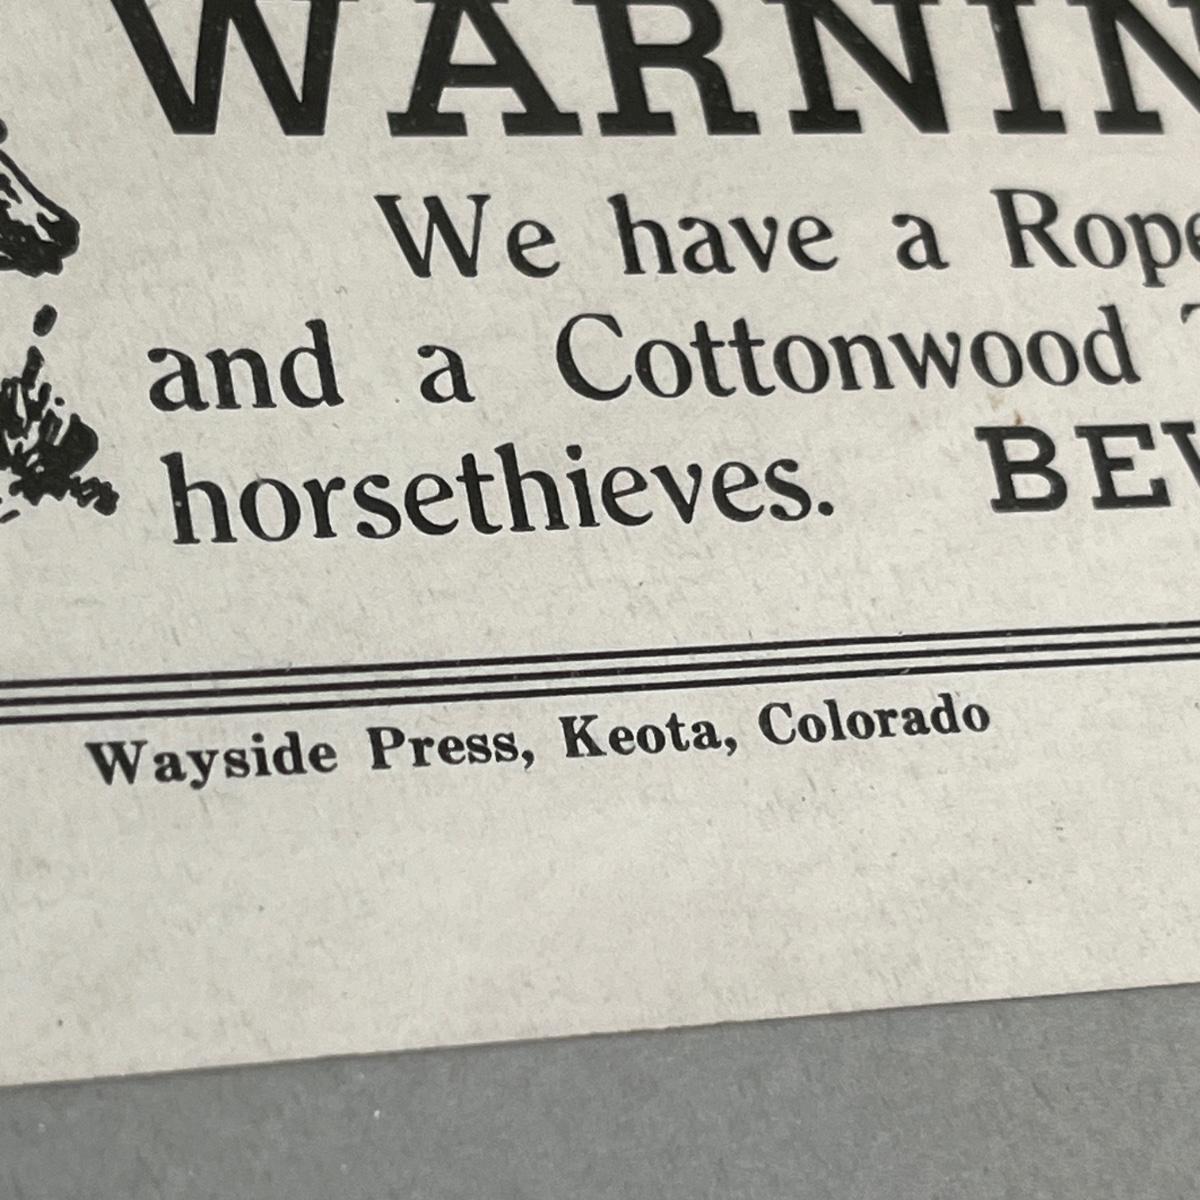 WARNIN
We have a Rope
and a Cottonwood
horsethieves. BEW
Wayside Press, Keota, Colorado